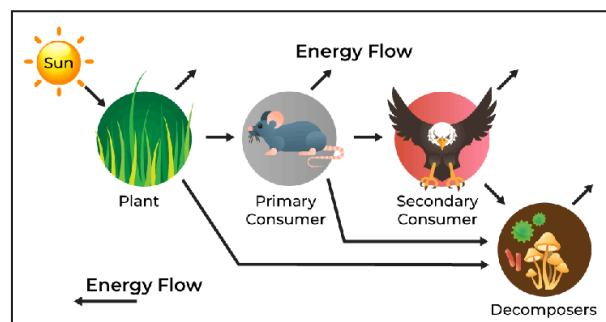 Sun
Energy Flow
Plant
Primary
Consumer
Secondary
Consumer
Energy Flow
Decomposers